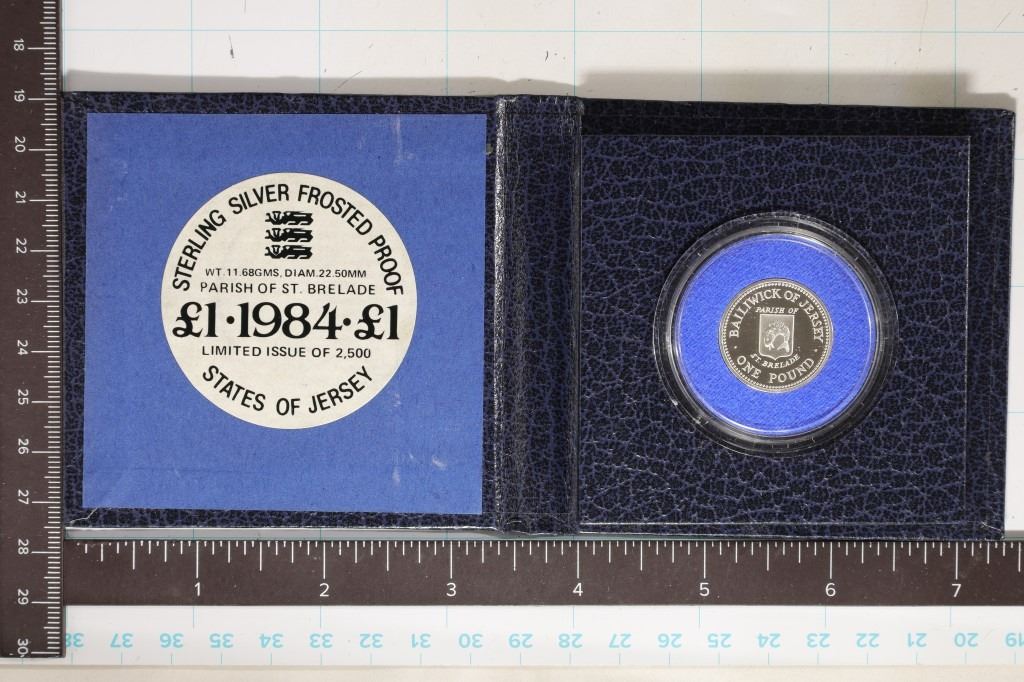 STERLING SILVER FROSTED PROOF
WT.11.68GMS, DIAM.22.50MM
PARISH OF ST. BRELADE
£1·1984·£1
LIMITED ISSUE OF 2,500
STATES OF JERSEY
BAILIWICK OF JERSEY
PARISH OF
ST. BRELADE
ONE POUND
18
19
20
21
22
23
24
25
26
27
28
29
30
1 2 3 4 5 6 7
38 37 36 35 34 33 32 31 30 29 28 27 26 25 24 23 22 21 20 19